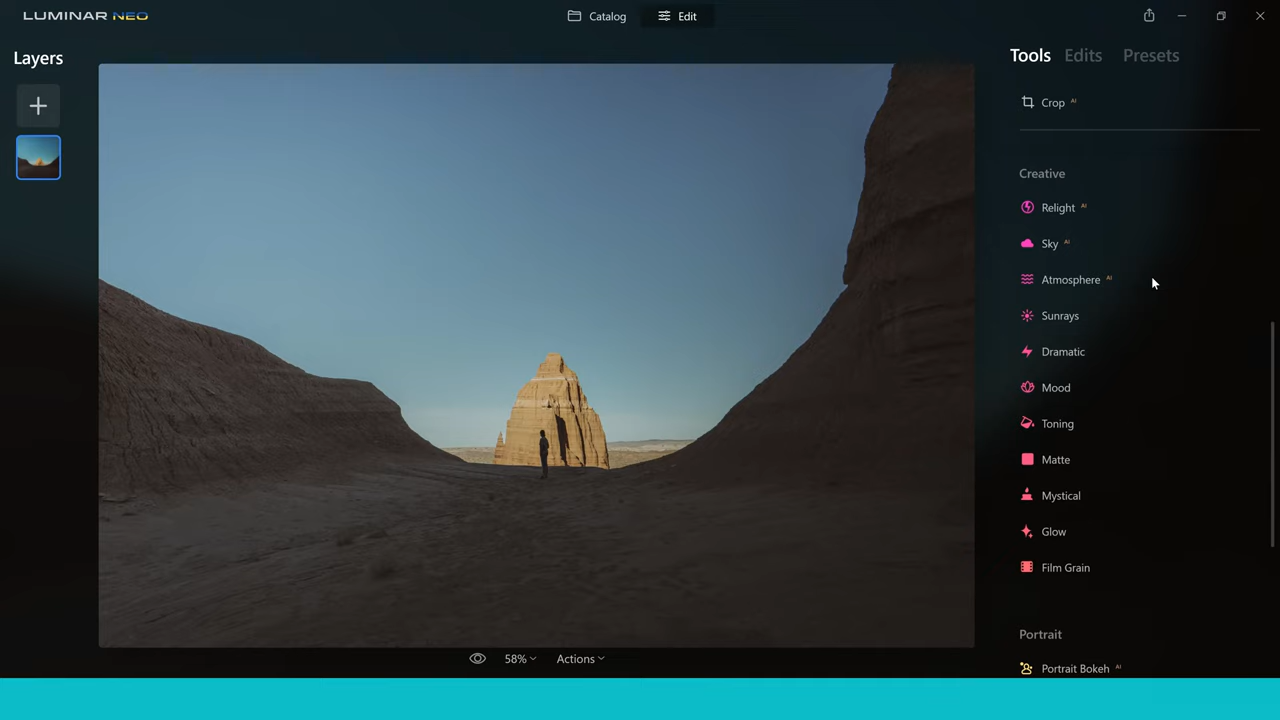 LUMINAR NEO
Catalog
Edit
Layers
Tools Edits Presets
Crop AI
Creative
Relight AI
Sky AI
Atmosphere AI
Sunrays
Dramatic
Mood
Toning
Matte
Mystical
Glow
Film Grain
Portrait
Portrait Bokeh AI
58%
Actions